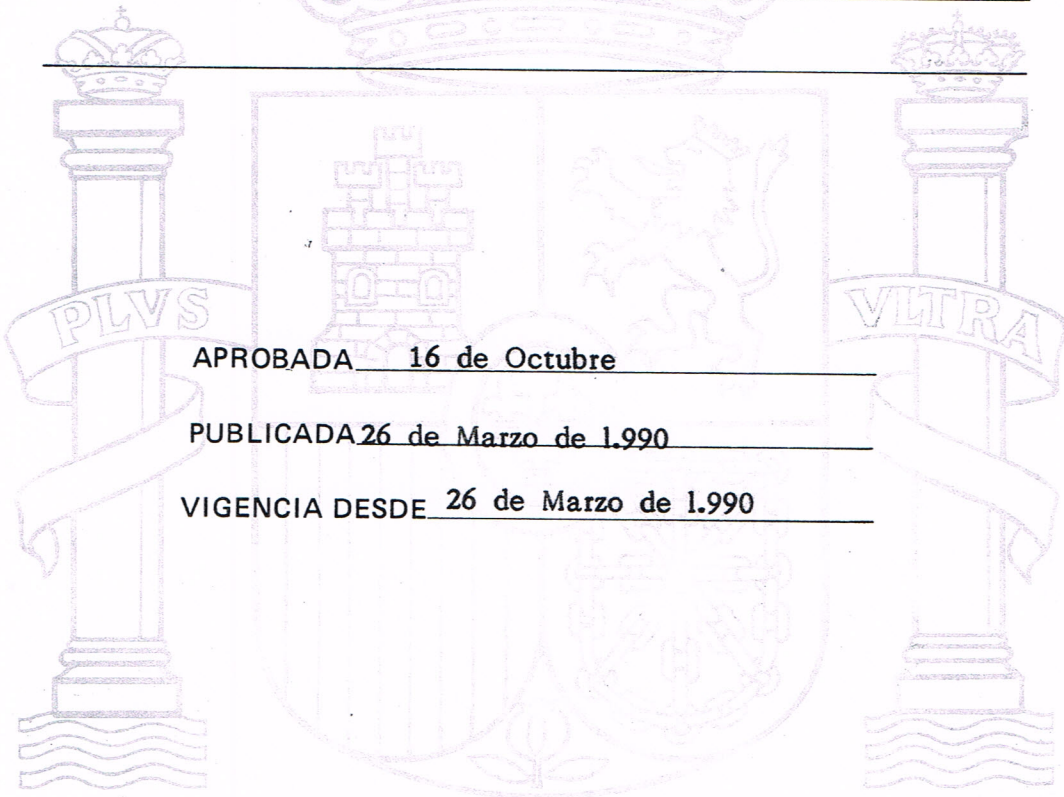 PLVS VLTRA
APROBADA 16 de Octubre
PUBLICADA 26 de Marzo de 1.990
VIGENCIA DESDE 26 de Marzo de 1.990